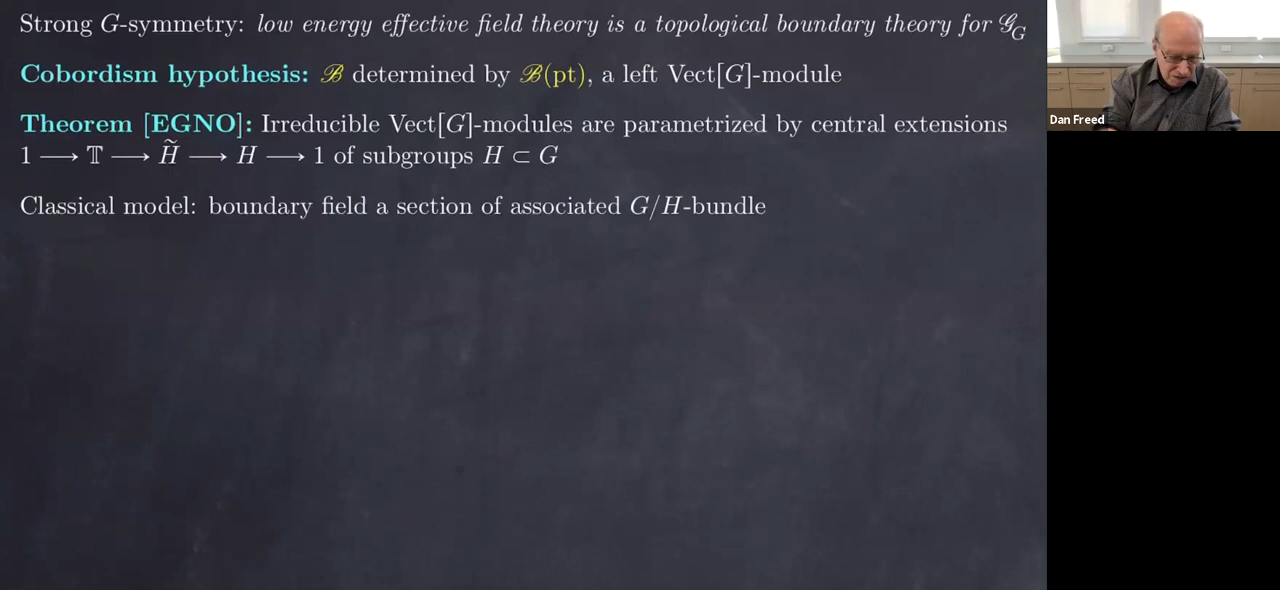 Strong G-symmetry: low energy effective field theory is a topological boundary theory for 𝒢_G
Cobordism hypothesis: ℬ determined by ℬ(pt), a left Vect[G]-module
Theorem [EGNO]: Irreducible Vect[G]-modules are parametrized by central extensions
1 ⟶ 𝕋 ⟶ H̃ ⟶ H ⟶ 1 of subgroups H ⊂ G
Classical model: boundary field a section of associated G/H-bundle
Dan Freed